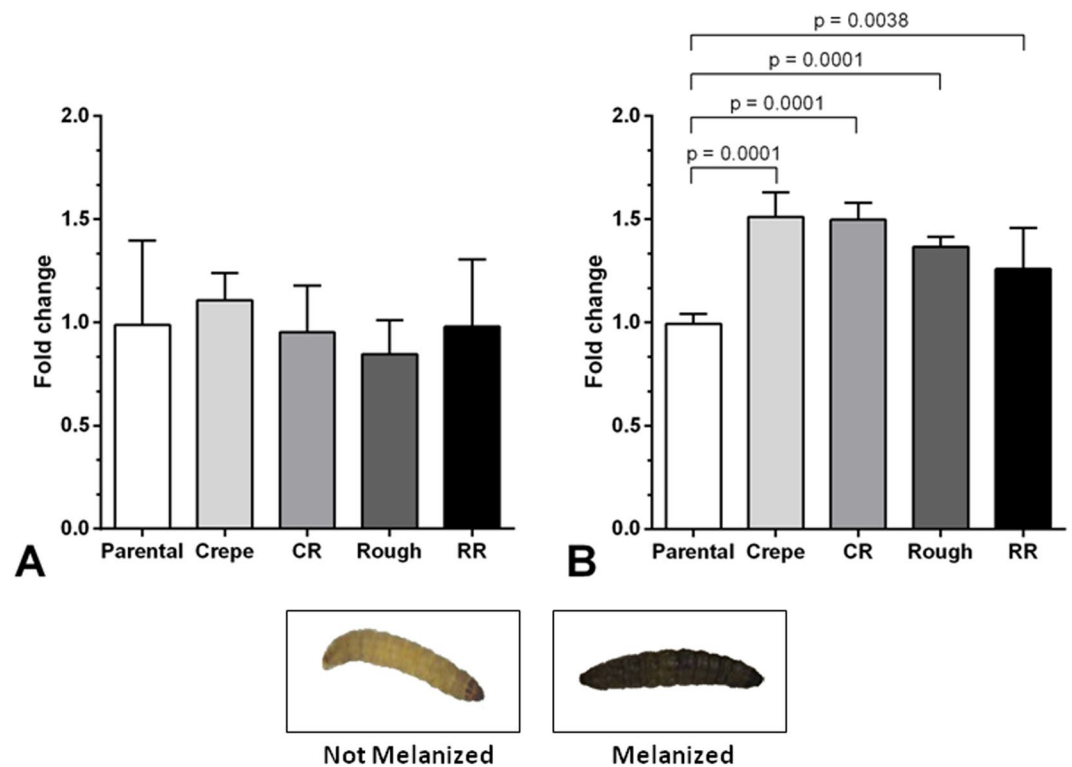 p = 0.0038
p = 0.0001
p = 0.0001
p = 0.0001
2.0
1.5
1.0
0.5
0.0
Fold change
Parental Crepe CR Rough RR
A
2.0
1.5
1.0
0.5
0.0
Fold change
Parental Crepe CR Rough RR
B
Not Melanized
Melanized